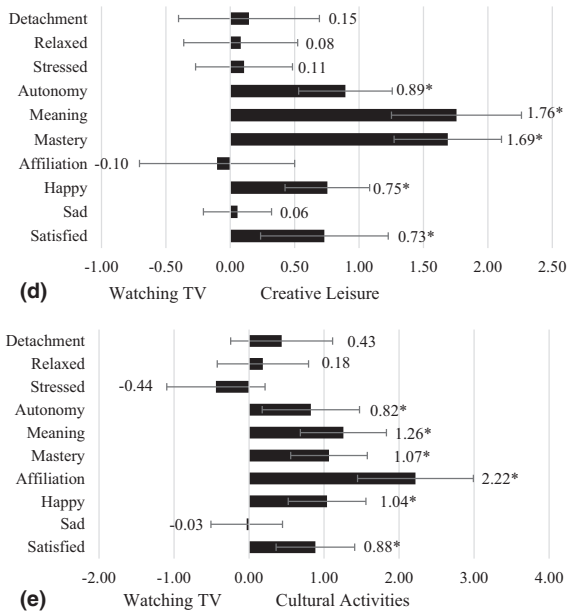 Detachment 0.15
Relaxed 0.08
Stressed 0.11
Autonomy 0.89*
Meaning 1.76*
Mastery 1.69*
Affiliation -0.10
Happy 0.75*
Sad 0.06
Satisfied 0.73*
-1.00 -0.50 0.00 0.50 1.00 1.50 2.00 2.50
(d) Watching TV Creative Leisure
Detachment 0.43
Relaxed 0.18
Stressed -0.44
Autonomy 0.82*
Meaning 1.26*
Mastery 1.07*
Affiliation 2.22*
Happy 1.04*
Sad -0.03
Satisfied 0.88*
-2.00 -1.00 0.00 1.00 2.00 3.00 4.00
(e) Watching TV Cultural Activities